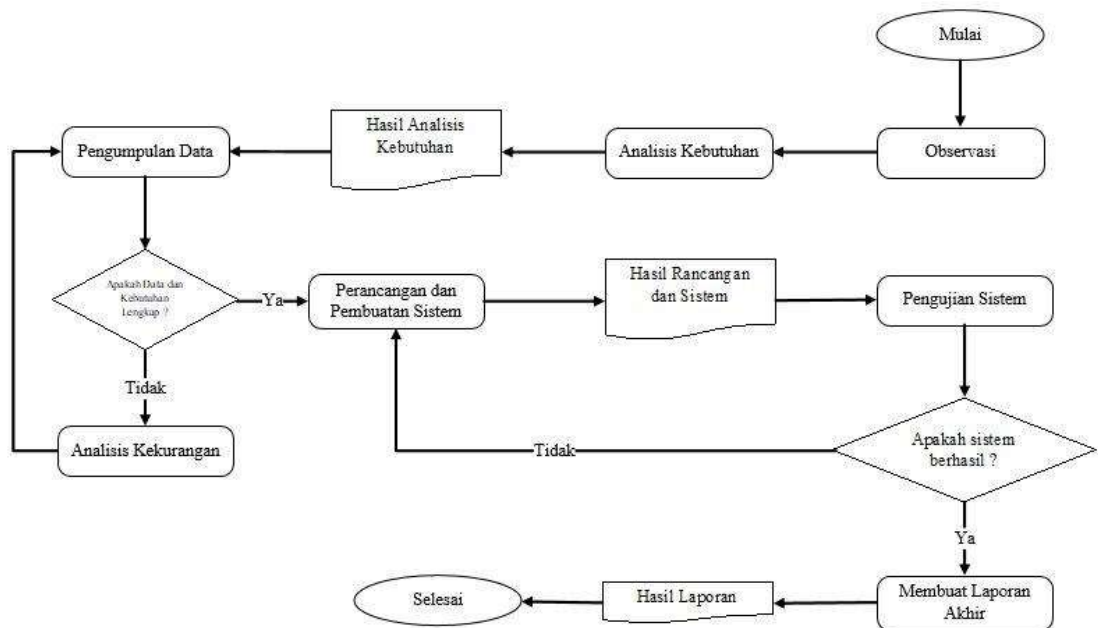 Mulai
Observasi
Analisis Kebutuhan
Hasil Analisis
Kebutuhan
Pengumpulan Data
Apakah Data dan
Kebutuhan
Lengkap ?
Ya
Tidak
Analisis Kekurangan
Perancangan dan
Pembuatan Sistem
Hasil Rancangan
dan Sistem
Pengujian Sistem
Apakah sistem
berhasil ?
Tidak
Ya
Membuat Laporan
Akhir
Hasil Laporan
Selesai